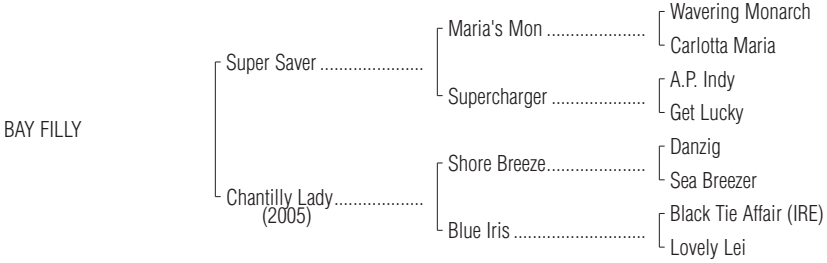 Wavering Monarch
Maria's Mon .....................
Carlotta Maria
Super Saver ......................
A.P. Indy
Supercharger ....................
Get Lucky
BAY FILLY
Danzig
Shore Breeze.....................
Sea Breezer
Chantilly Lady...................
(2005)
Black Tie Affair (IRE)
Blue Iris ............................
Lovely Lei